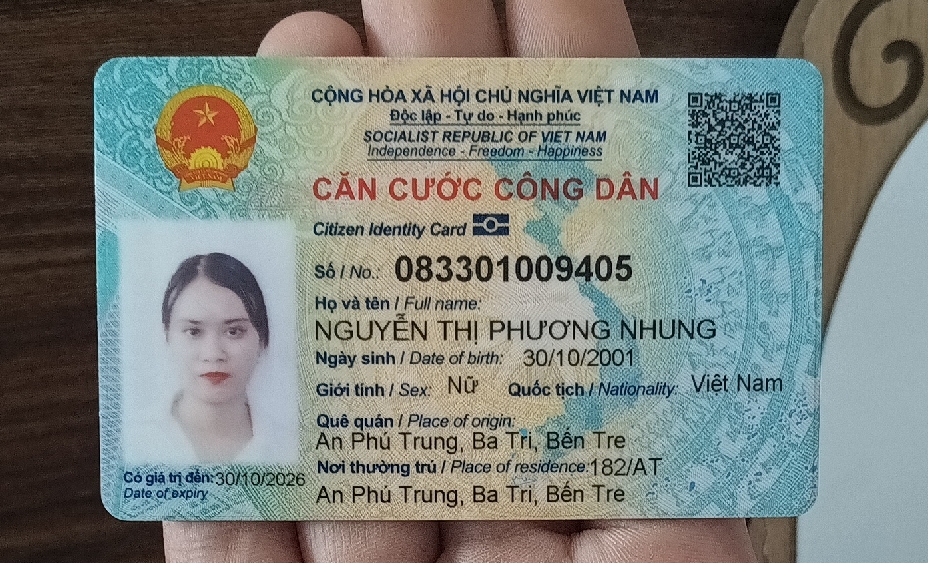 CỘNG HÒA XÃ HỘI CHỦ NGHĨA VIỆT NAM
Độc lập - Tự do - Hạnh phúc
SOCIALIST REPUBLIC OF VIET NAM
Independence - Freedom - Happiness
CĂN CƯỚC CÔNG DÂN
Citizen Identity Card
Số / No.: 083301009405
Họ và tên / Full name:
NGUYỄN THỊ PHƯƠNG NHUNG
Ngày sinh / Date of birth: 30/10/2001
Giới tính / Sex: Nữ Quốc tịch / Nationality: Việt Nam
Quê quán / Place of origin:
An Phú Trung, Ba Tri, Bến Tre
Nơi thường trú / Place of residence: 182/AT
An Phú Trung, Ba Tri, Bến Tre
Có giá trị đến: 30/10/2026
Date of expiry